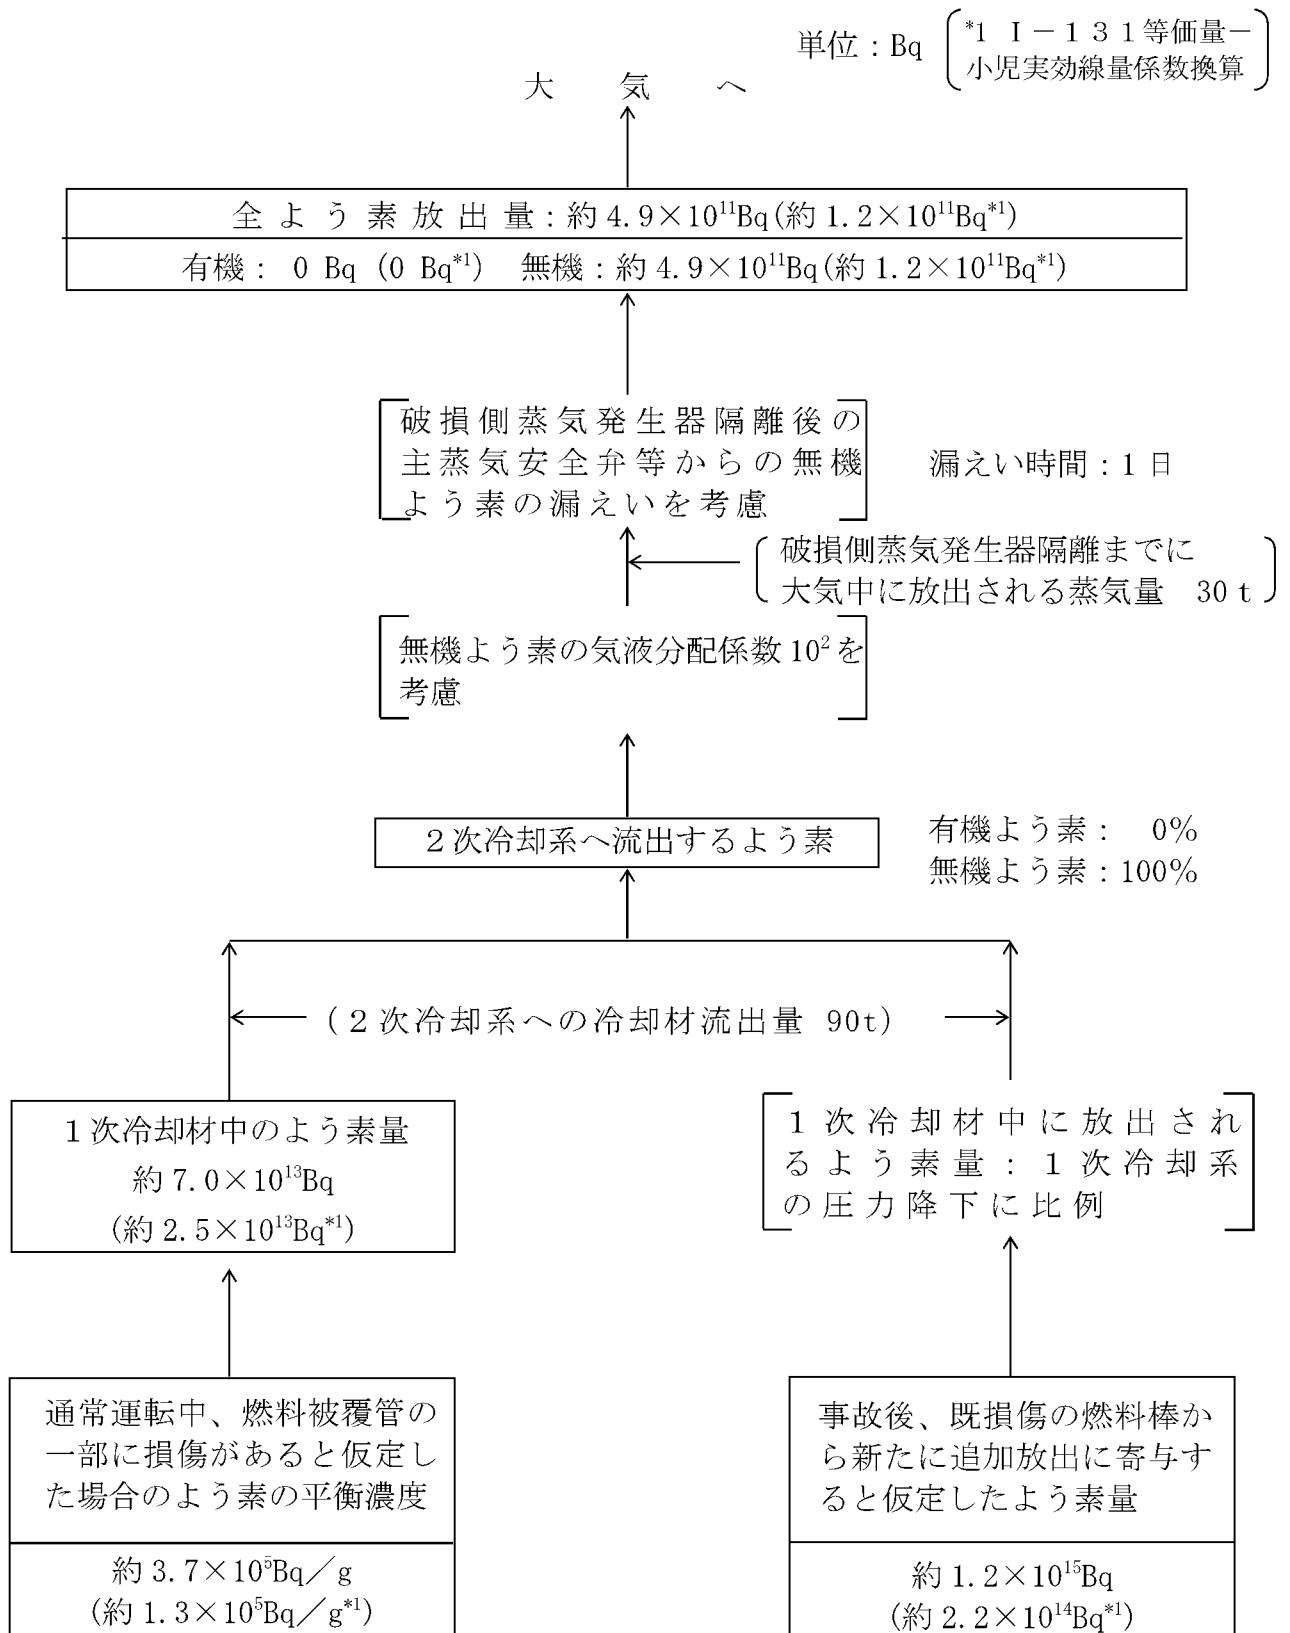 単位：Bq
*1 Ｉ－１３１等価量－
小児実効線量係数換算
大　気　へ
全よう素放出量：約4.9×10¹¹Bq(約1.2×10¹¹Bq*¹)
有機： 0 Bq (0 Bq*¹)　無機：約4.9×10¹¹Bq(約1.2×10¹¹Bq*¹)
破損側蒸気発生器隔離後の
主蒸気安全弁等からの無機
よう素の漏えいを考慮
漏えい時間：1日
破損側蒸気発生器隔離までに
大気中に放出される蒸気量　30 t
無機よう素の気液分配係数10²を
考慮
２次冷却系へ流出するよう素
有機よう素：　0%
無機よう素：100%
(２次冷却系への冷却材流出量 90t)
１次冷却材中のよう素量
約7.0×10¹³Bq
(約2.5×10¹³Bq*¹)
１次冷却材中に放出され
るよう素量：１次冷却系
の圧力降下に比例
通常運転中、燃料被覆管の
一部に損傷があると仮定し
た場合のよう素の平衡濃度
約3.7×10⁵Bq／g
(約1.3×10⁵Bq／g*¹)
事故後、既損傷の燃料棒か
ら新たに追加放出に寄与す
ると仮定したよう素量
約1.2×10¹⁵Bq
(約2.2×10¹⁴Bq*¹)